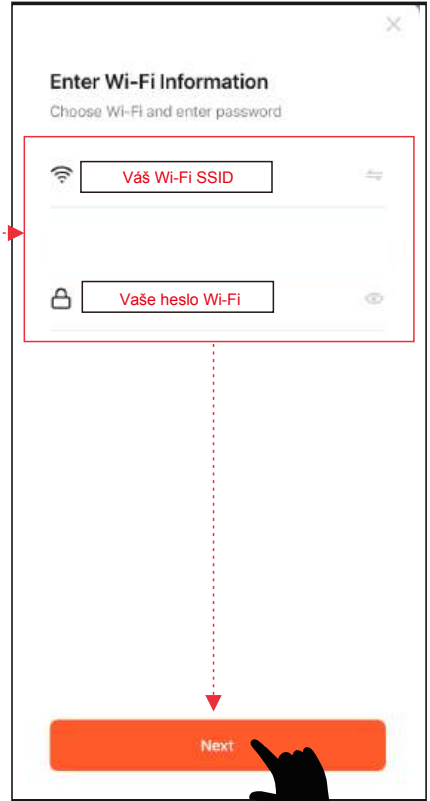 Enter Wi-Fi Information
Choose Wi-Fi and enter password
Váš Wi-Fi SSID
Vaše heslo Wi-Fi
Next